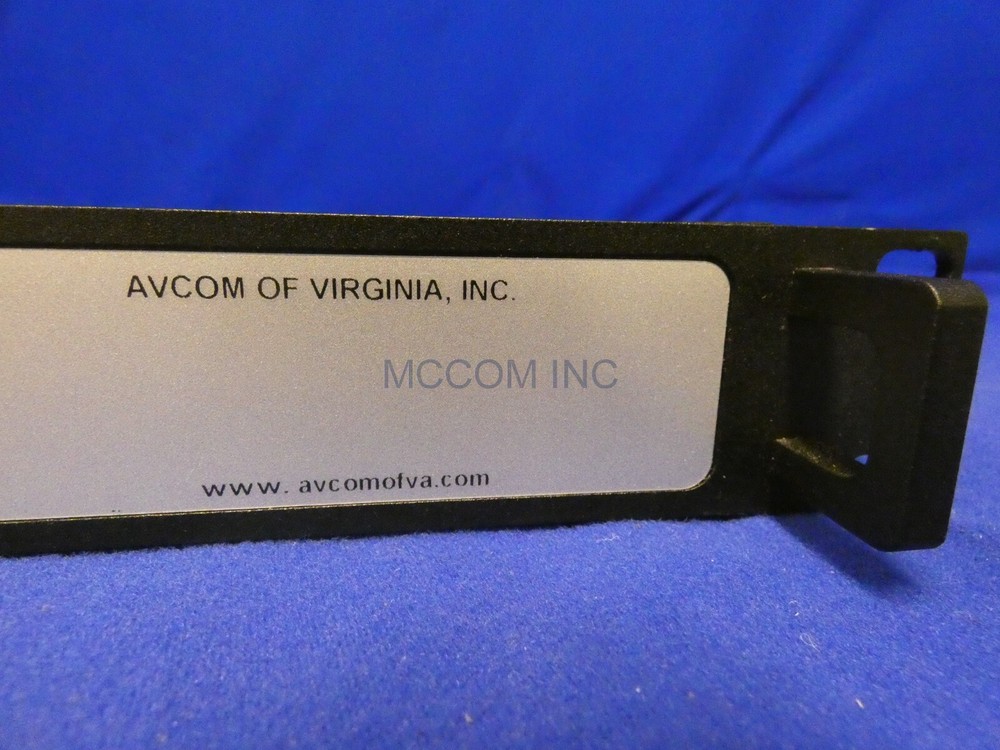 AVCOM OF VIRGINIA, INC.
MCCOM INC
www. avcomofva.com